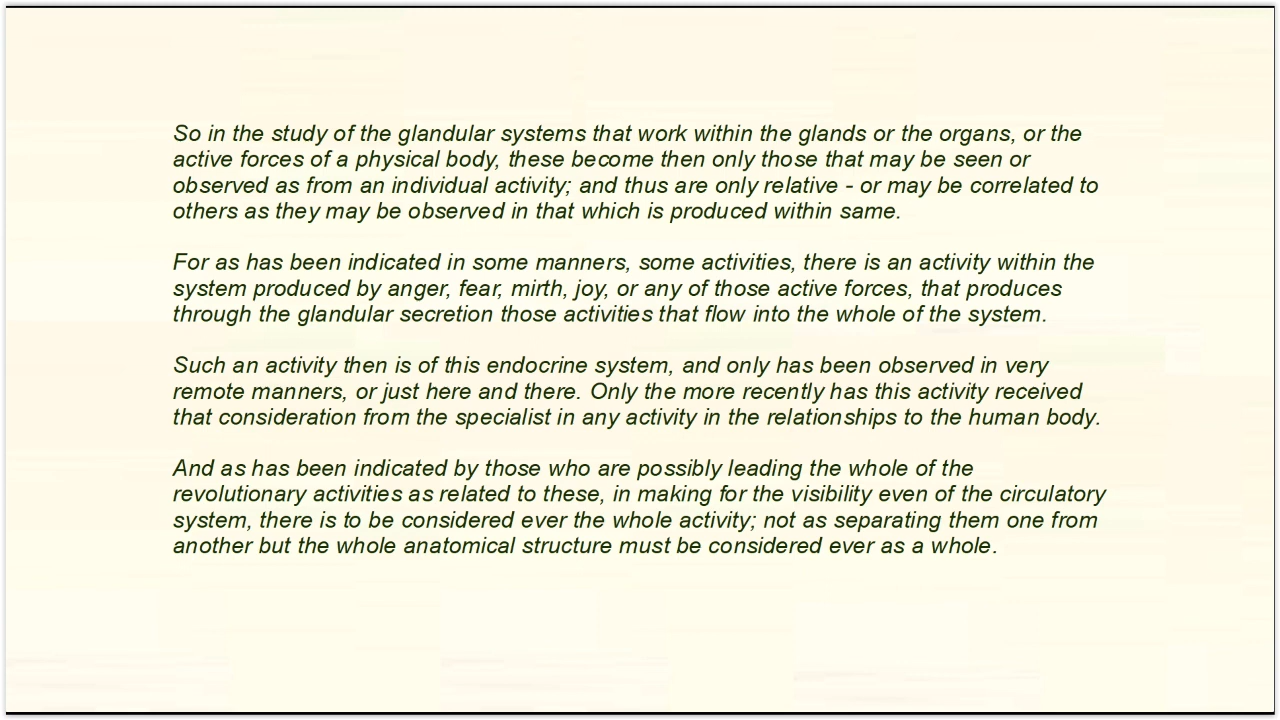 So in the study of the glandular systems that work within the glands or the organs, or the
active forces of a physical body, these become then only those that may be seen or
observed as from an individual activity; and thus are only relative - or may be correlated to
others as they may be observed in that which is produced within same.
For as has been indicated in some manners, some activities, there is an activity within the
system produced by anger, fear, mirth, joy, or any of those active forces, that produces
through the glandular secretion those activities that flow into the whole of the system.
Such an activity then is of this endocrine system, and only has been observed in very
remote manners, or just here and there. Only the more recently has this activity received
that consideration from the specialist in any activity in the relationships to the human body.
And as has been indicated by those who are possibly leading the whole of the
revolutionary activities as related to these, in making for the visibility even of the circulatory
system, there is to be considered ever the whole activity; not as separating them one from
another but the whole anatomical structure must be considered ever as a whole.